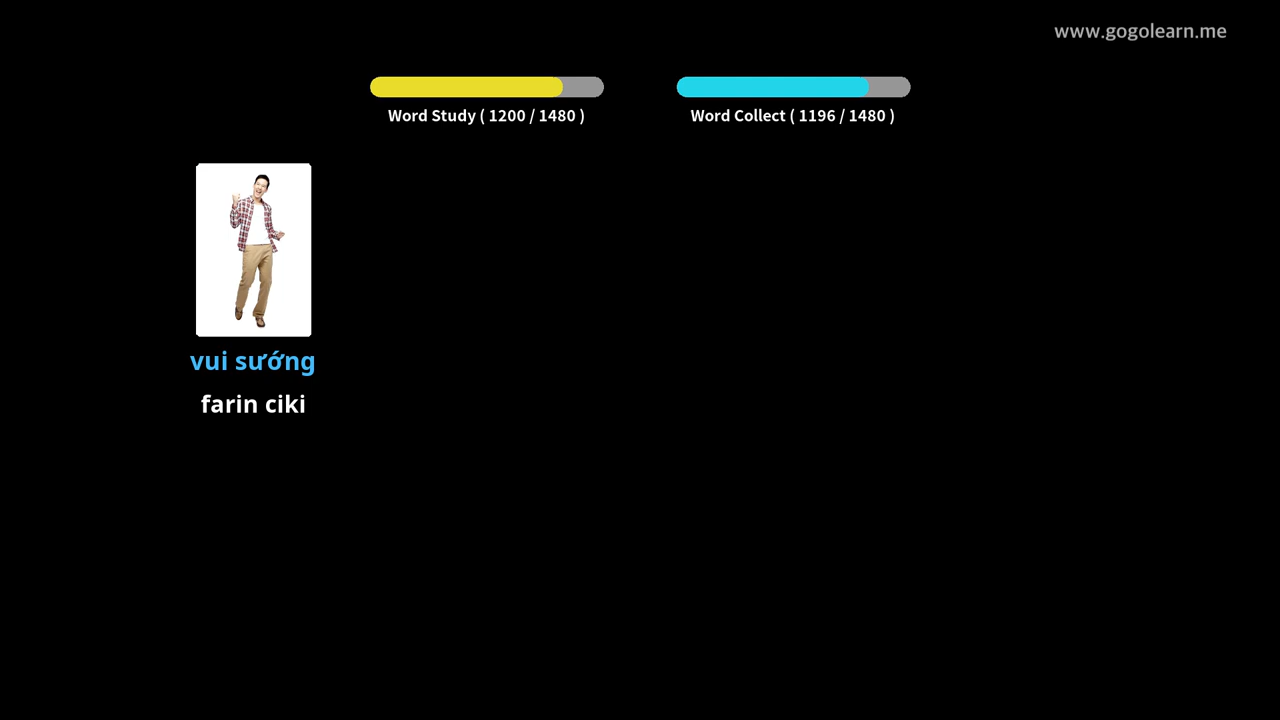 www.gogolearn.me
Word Study ( 1200 / 1480 )
Word Collect ( 1196 / 1480 )
vui sướng
farin ciki